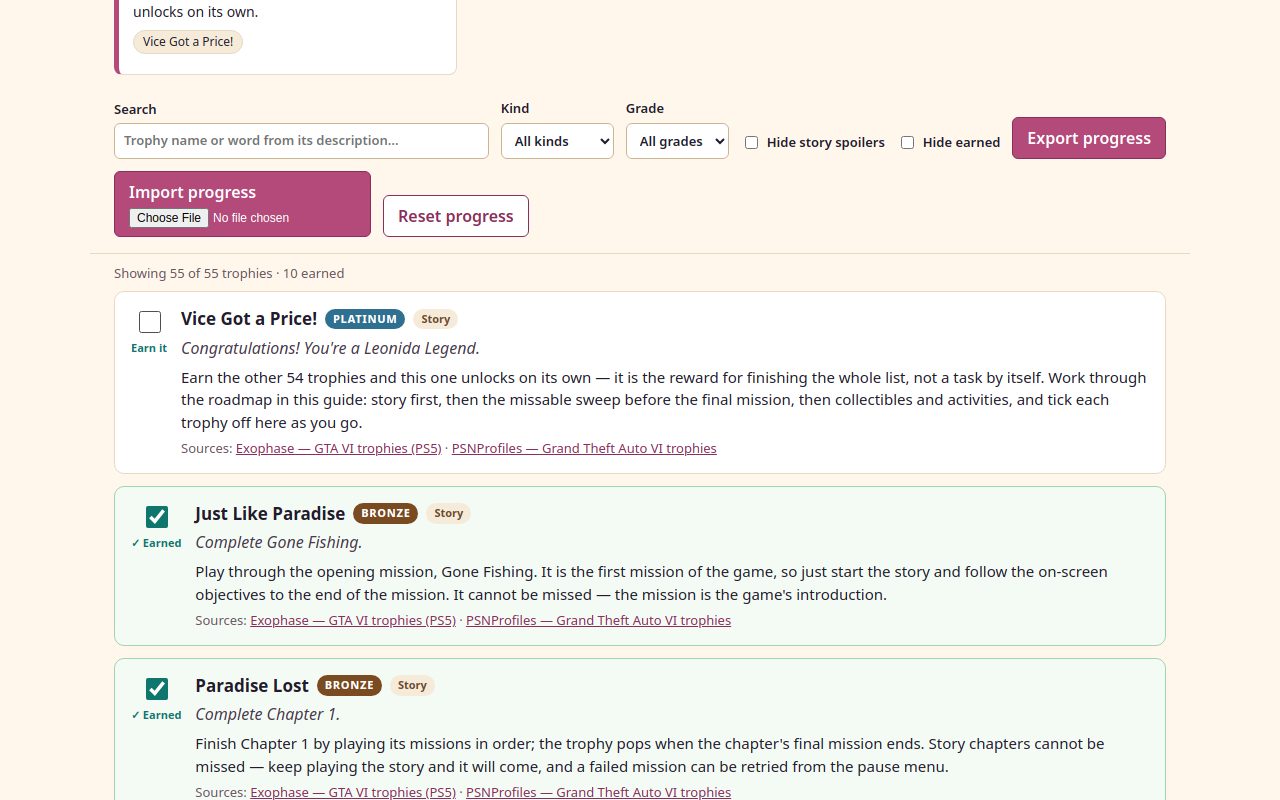 unlocks on its own.
Vice Got a Price!
Search
Kind
Grade
Trophy name or word from its description...
All kinds
All grades
Hide story spoilers
Hide earned
Export progress
Import progress
Choose File No file chosen
Reset progress
Showing 55 of 55 trophies · 10 earned
Vice Got a Price! PLATINUM Story
Earn it
Congratulations! You're a Leonida Legend.
Earn the other 54 trophies and this one unlocks on its own — it is the reward for finishing the whole list, not a task by itself. Work through
the roadmap in this guide: story first, then the missable sweep before the final mission, then collectibles and activities, and tick each
trophy off here as you go.
Sources: Exophase — GTA VI trophies (PS5) · PSNProfiles — Grand Theft Auto VI trophies
Just Like Paradise BRONZE Story
✓ Earned
Complete Gone Fishing.
Play through the opening mission, Gone Fishing. It is the first mission of the game, so just start the story and follow the on-screen
objectives to the end of the mission. It cannot be missed — the mission is the game's introduction.
Sources: Exophase — GTA VI trophies (PS5) · PSNProfiles — Grand Theft Auto VI trophies
Paradise Lost BRONZE Story
✓ Earned
Complete Chapter 1.
Finish Chapter 1 by playing its missions in order; the trophy pops when the chapter's final mission ends. Story chapters cannot be
missed — keep playing the story and it will come, and a failed mission can be retried from the pause menu.
Sources: Exophase — GTA VI trophies (PS5) · PSNProfiles — Grand Theft Auto VI trophies